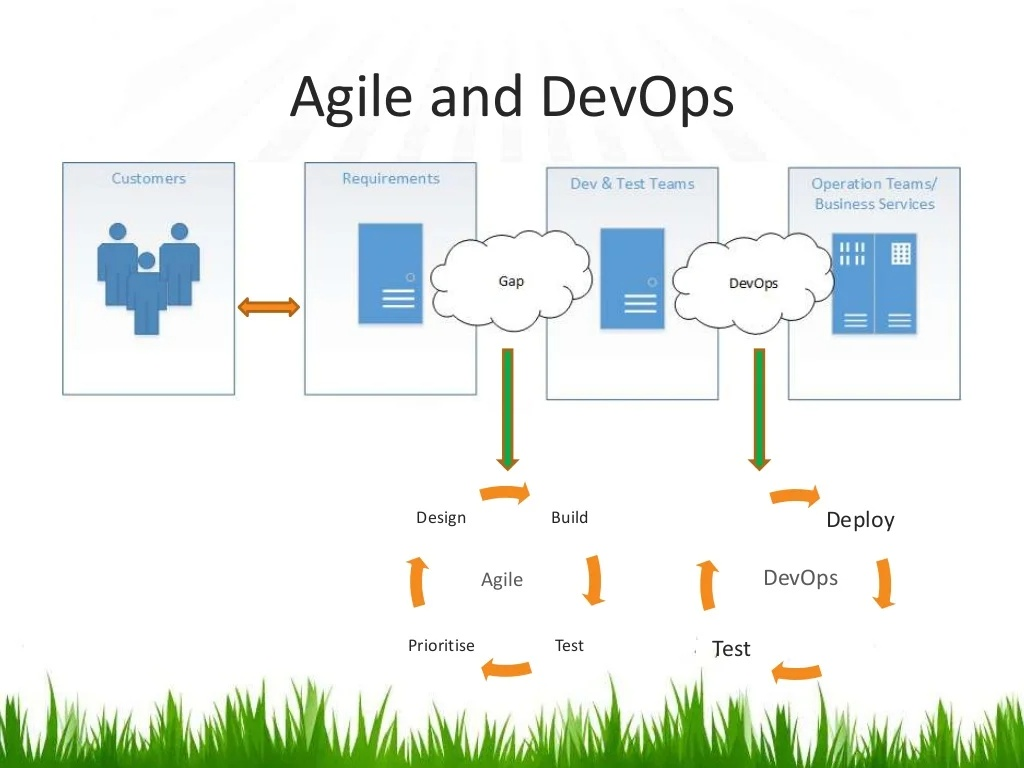 Agile and DevOps
Customers
Requirements
Dev & Test Teams
Operation Teams/
Business Services
Gap
DevOps
Design
Build
Agile
Prioritise
Test
Deploy
DevOps
Test